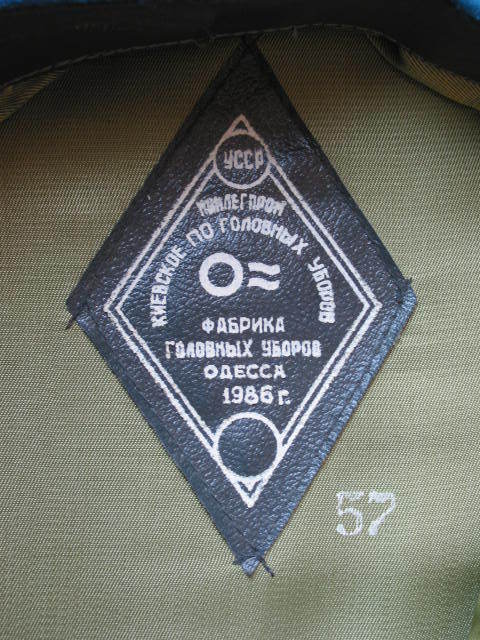 УССР
МИНЛЕГПРОМ
КИЕВСКОЕ ПО ГОЛОВНЫХ УБОРОВ
ФАБРИКА
ГОЛОВНЫХ УБОРОВ
ОДЕССА
1986 г.
57